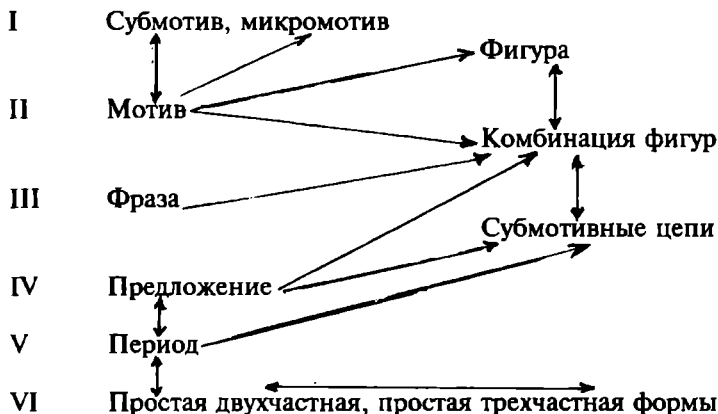 I Субмотив, микромотив
Фигура
II Мотив
Комбинация фигур
III Фраза
Субмотивные цепи
IV Предложение
V Период
VI Простая двухчастная, простая трехчастная формы